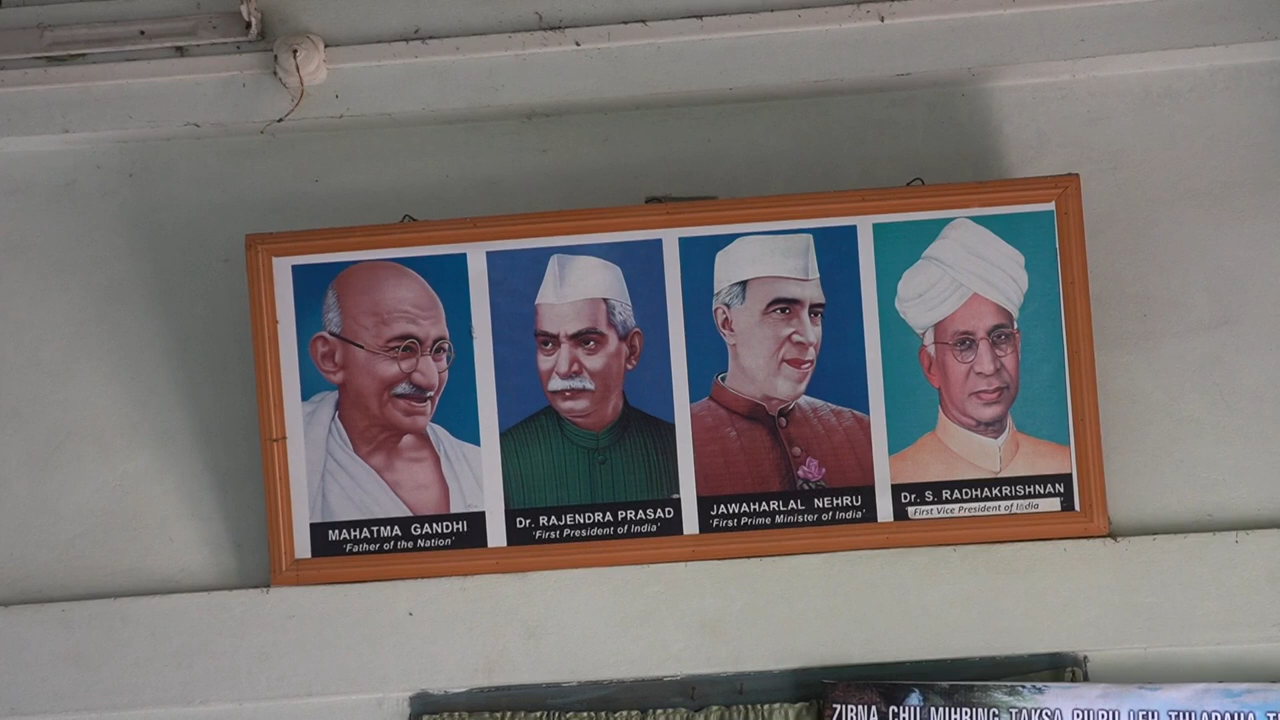 MAHATMA GANDHI
‘Father of the Nation’
Dr. RAJENDRA PRASAD
‘First President of India’
JAWAHARLAL NEHRU
‘First Prime Minister of India’
Dr. S. RADHAKRISHNAN
First Vice President of India
ZIRNA CHU MIHRING TAKSA